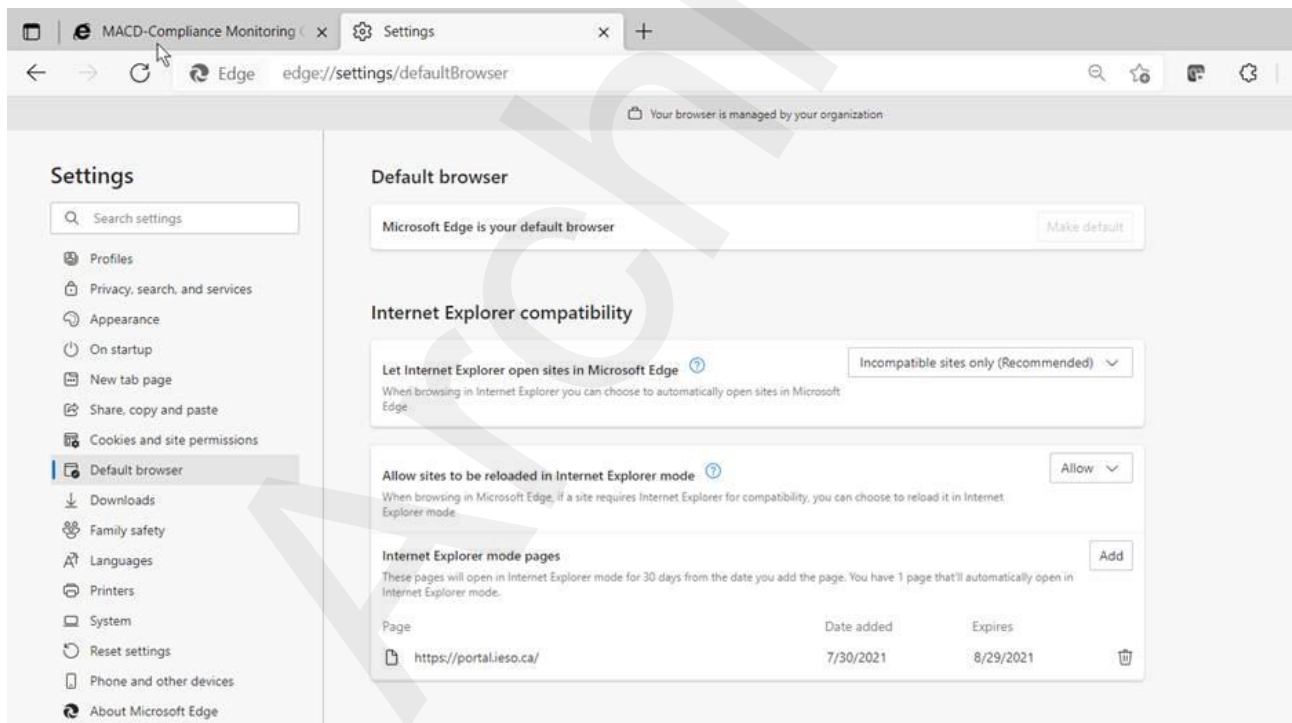 MACD-Compliance Monitoring
Settings
Edge edge://settings/defaultBrowser
Your browser is managed by your organization
Settings
Search settings
Profiles
Privacy, search, and services
Appearance
On startup
New tab page
Share, copy and paste
Cookies and site permissions
Default browser
Downloads
Family safety
Languages
Printers
System
Reset settings
Phone and other devices
About Microsoft Edge
Default browser
Microsoft Edge is your default browser
Make default
Internet Explorer compatibility
Let Internet Explorer open sites in Microsoft Edge
Incompatible sites only (Recommended)
When browsing in Internet Explorer you can choose to automatically open sites in Microsoft
Edge
Allow sites to be reloaded in Internet Explorer mode
Allow
When browsing in Microsoft Edge, if a site requires Internet Explorer for compatibility, you can choose to reload it in Internet
Explorer mode
Internet Explorer mode pages
Add
These pages will open in Internet Explorer mode for 30 days from the date you add the page. You have 1 page that'll automatically open in
Internet Explorer mode.
Page Date added Expires
https://portal.ieso.ca/ 7/30/2021 8/29/2021